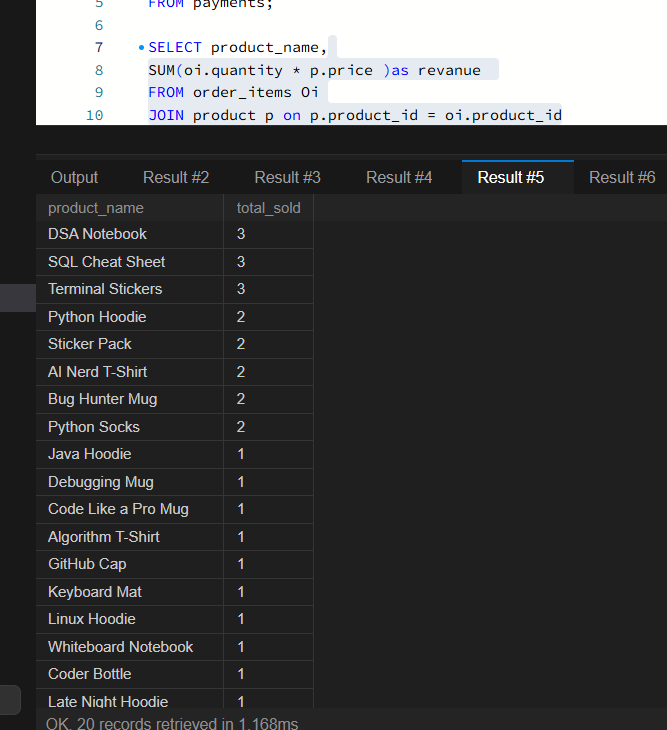 5 FROM payments;
6
7 SELECT product_name,
8 SUM(oi.quantity * p.price )as revanue
9 FROM order_items Oi
10 JOIN product p on p.product_id = oi.product_id
Output Result #2 Result #3 Result #4 Result #5 Result #6
product_name total_sold
DSA Notebook 3
SQL Cheat Sheet 3
Terminal Stickers 3
Python Hoodie 2
Sticker Pack 2
AI Nerd T-Shirt 2
Bug Hunter Mug 2
Python Socks 2
Java Hoodie 1
Debugging Mug 1
Code Like a Pro Mug 1
Algorithm T-Shirt 1
GitHub Cap 1
Keyboard Mat 1
Linux Hoodie 1
Whiteboard Notebook 1
Coder Bottle 1
Late Night Hoodie 1
OK, 20 records retrieved in 1.168ms